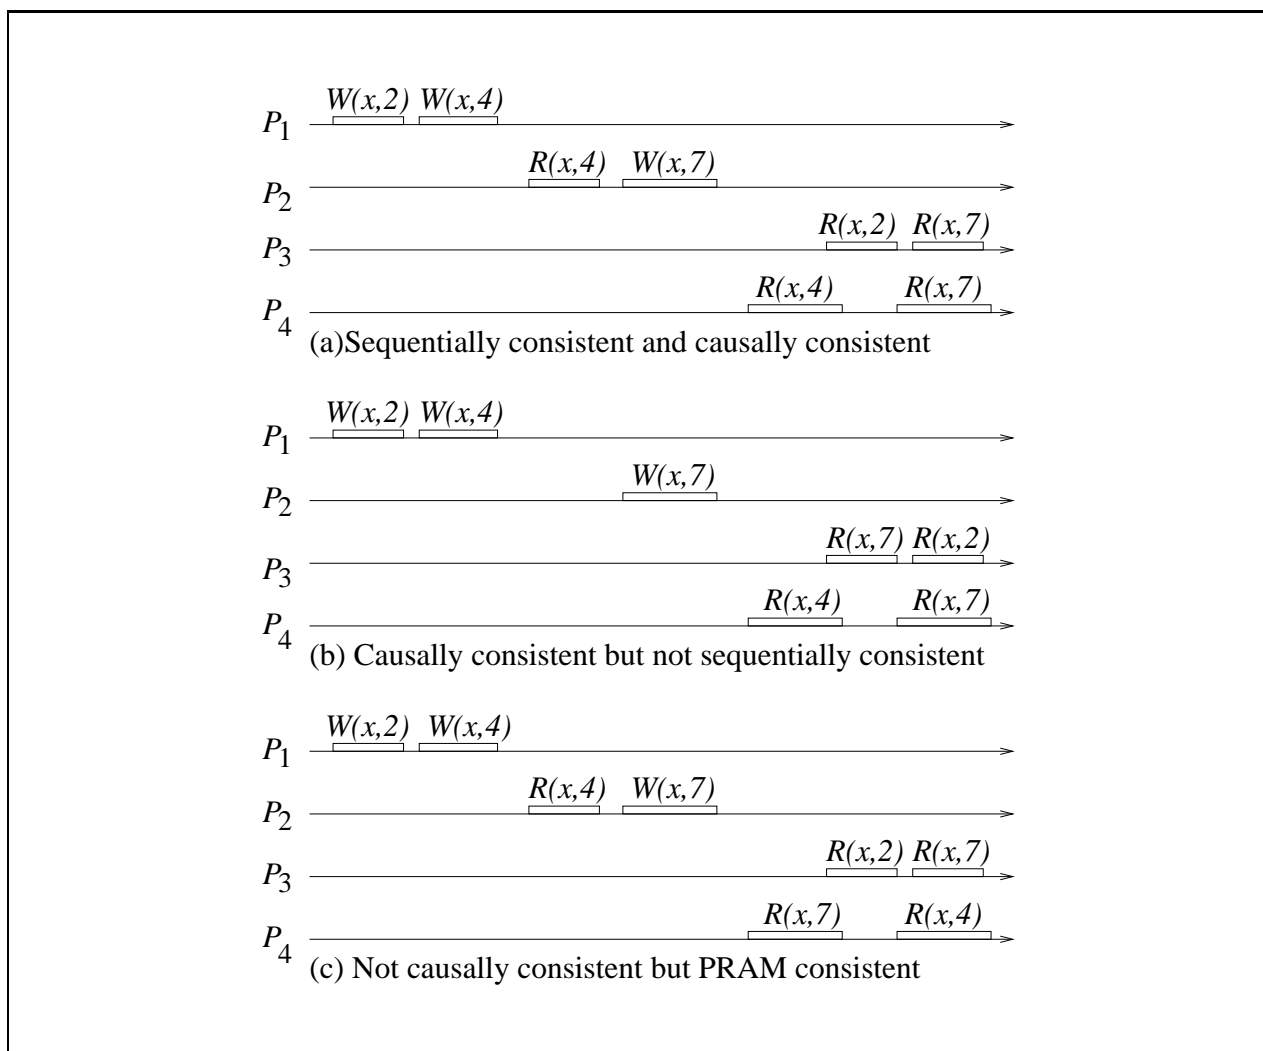 W(x,2) W(x,4)
P1
R(x,4) W(x,7)
P2
R(x,2) R(x,7)
P3
R(x,4) R(x,7)
P4
(a)Sequentially consistent and causally consistent
W(x,2) W(x,4)
P1
W(x,7)
P2
R(x,7) R(x,2)
P3
R(x,4) R(x,7)
P4
(b) Causally consistent but not sequentially consistent
W(x,2) W(x,4)
P1
R(x,4) W(x,7)
P2
R(x,2) R(x,7)
P3
R(x,7) R(x,4)
P4
(c) Not causally consistent but PRAM consistent